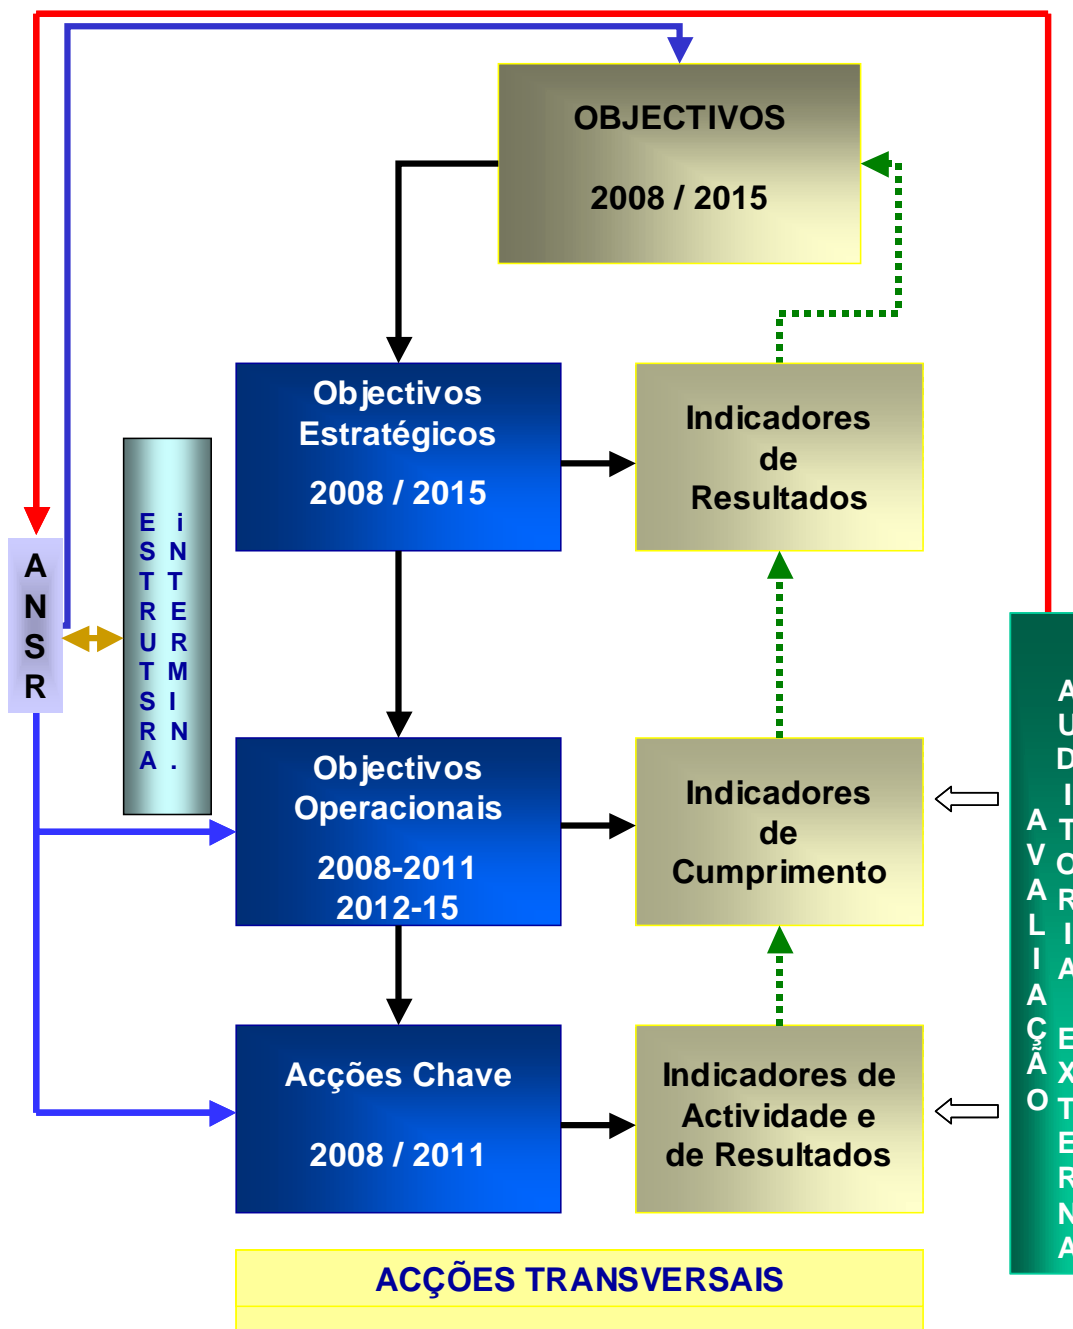 OBJECTIVOS
2008 / 2015
Objectivos
Estratégicos
2008 / 2015
Indicadores
de
Resultados
ANSR
ESTRUTSRA
iNTERMIN.
Objectivos
Operacionais
2008-2011
2012-15
Indicadores
de
Cumprimento
Acções Chave
2008 / 2011
Indicadores de
Actividade e
de Resultados
AVALIAÇÃO
AUDITORIA EXTERNA
ACÇÕES TRANSVERSAIS